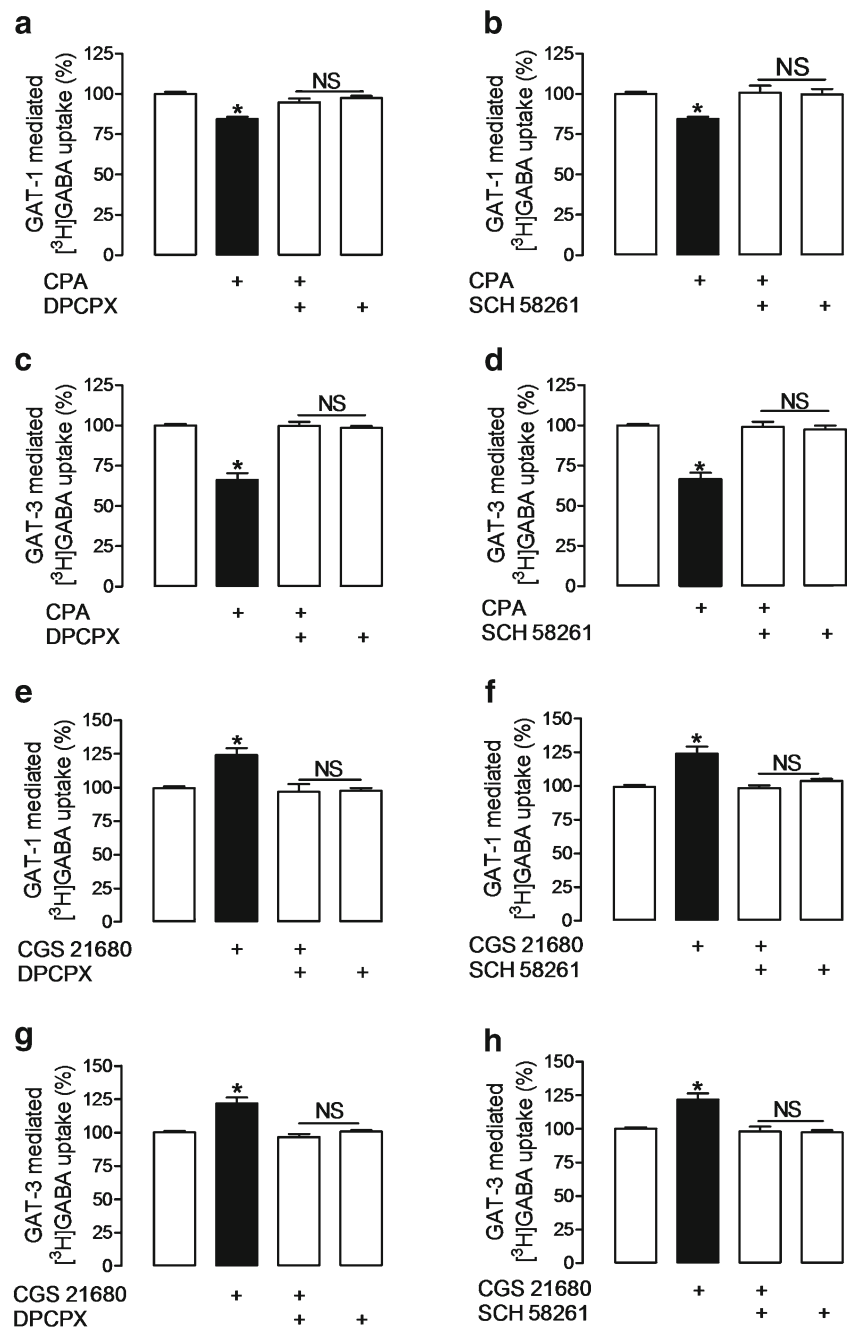 a
GAT-1 mediated
[³H]GABA uptake (%)
125
100
75
50
25
0
*
NS
CPA + +
DPCPX + +
b
GAT-1 mediated
[³H]GABA uptake (%)
125
100
75
50
25
0
*
NS
CPA + +
SCH 58261 + +
c
GAT-3 mediated
[³H]GABA uptake (%)
125
100
75
50
25
0
*
NS
CPA + +
DPCPX + +
d
GAT-3 mediated
[³H]GABA uptake (%)
125
100
75
50
25
0
*
NS
CPA + +
SCH 58261 + +
e
GAT-1 mediated
[³H]GABA uptake (%)
150
125
100
75
50
25
0
*
NS
CGS 21680 + +
DPCPX + +
f
GAT-1 mediated
[³H]GABA uptake (%)
150
125
100
75
50
25
0
*
NS
CGS 21680 + +
SCH 58261 + +
g
GAT-3 mediated
[³H]GABA uptake (%)
150
125
100
75
50
25
0
*
NS
CGS 21680 + +
DPCPX + +
h
GAT-3 mediated
[³H]GABA uptake (%)
150
125
100
75
50
25
0
*
NS
CGS 21680 + +
SCH 58261 + +